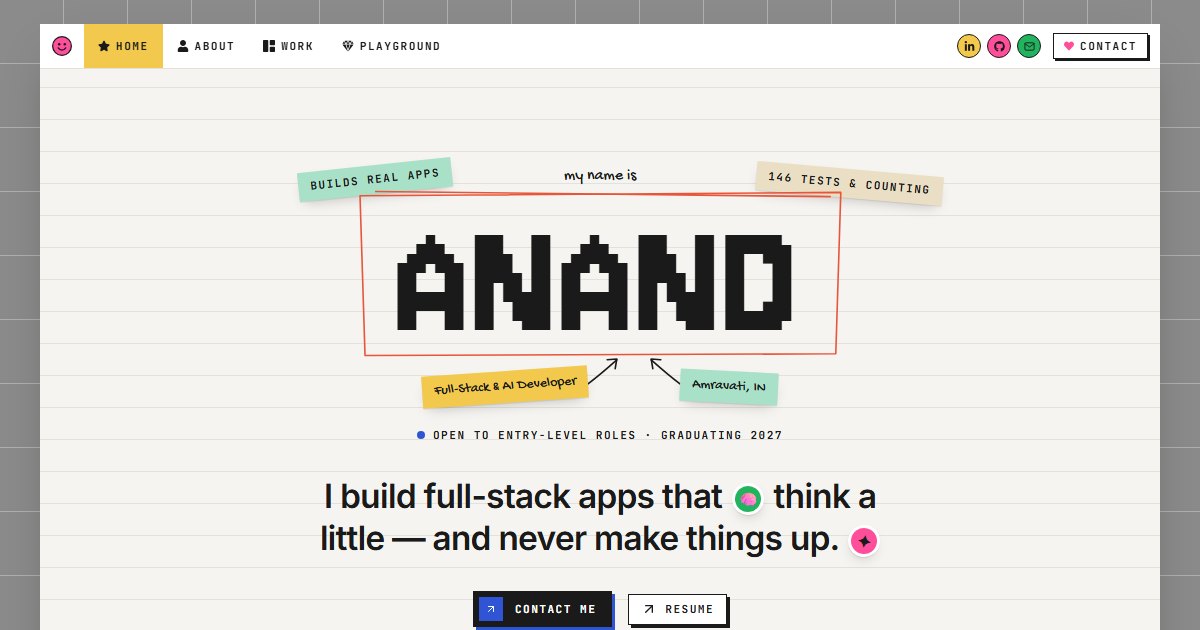 HOME ABOUT WORK PLAYGROUND in CONTACT
BUILDS REAL APPS my name is 146 TESTS & COUNTING
ANAND
Full-Stack & AI Developer Amravati, IN
OPEN TO ENTRY-LEVEL ROLES · GRADUATING 2027
I build full-stack apps that think a
little — and never make things up.
CONTACT ME RESUME